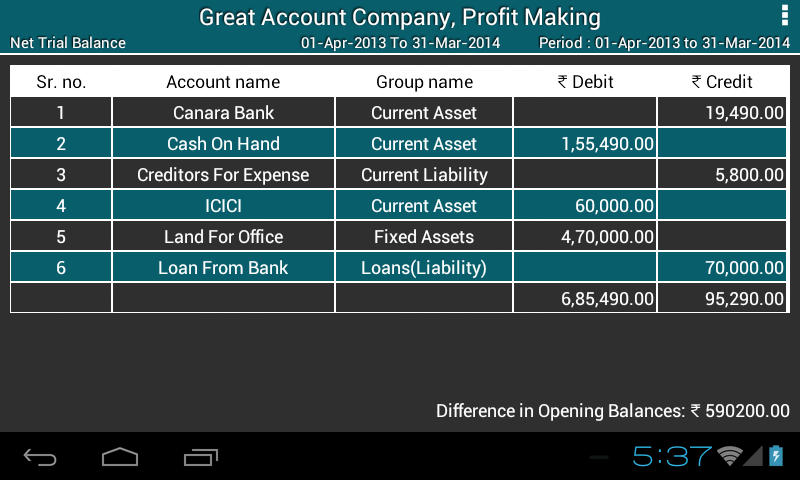 Great Account Company, Profit Making
Net Trial Balance 01-Apr-2013 To 31-Mar-2014 Period : 01-Apr-2013 to 31-Mar-2014
Sr. no. Account name Group name ₹ Debit ₹ Credit
1 Canara Bank Current Asset 19,490.00
2 Cash On Hand Current Asset 1,55,490.00
3 Creditors For Expense Current Liability 5,800.00
4 ICICI Current Asset 60,000.00
5 Land For Office Fixed Assets 4,70,000.00
6 Loan From Bank Loans(Liability) 70,000.00
6,85,490.00 95,290.00
Difference in Opening Balances: ₹ 590200.00
5:37